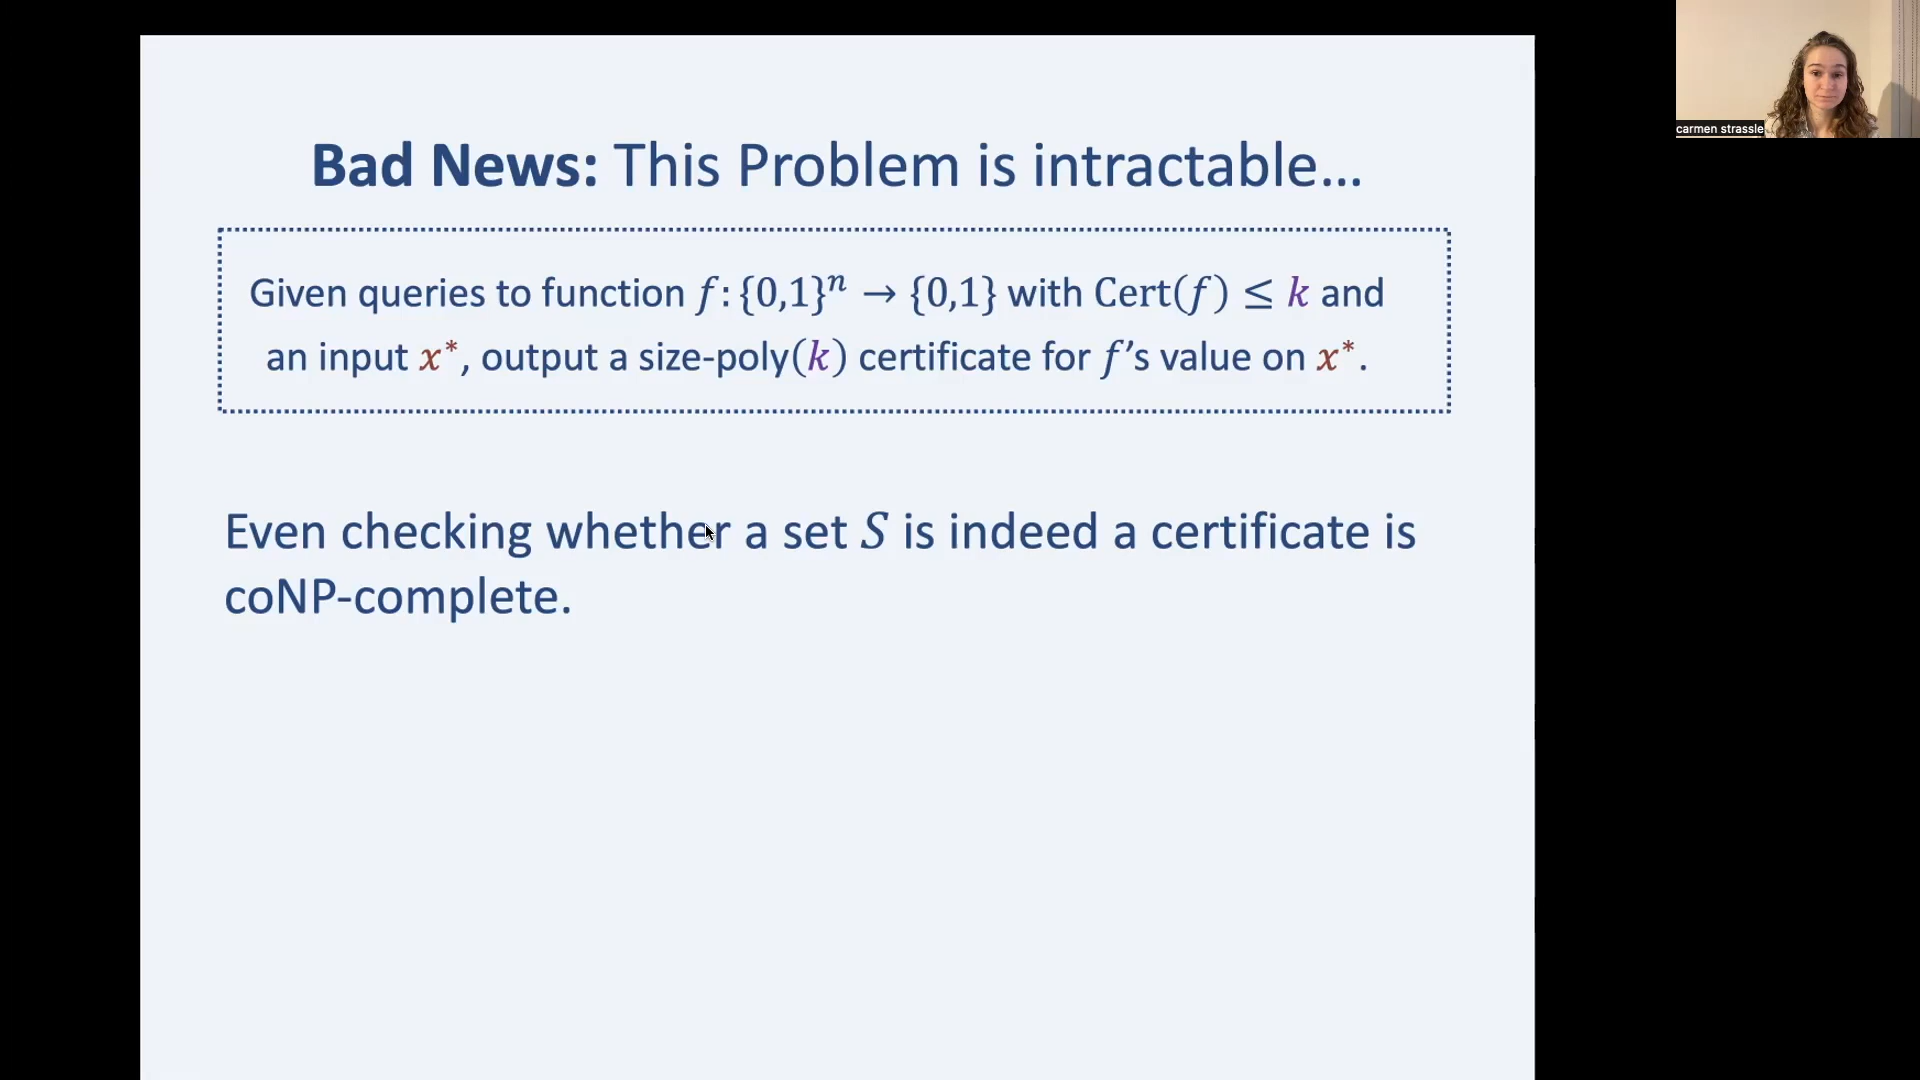 carmen strassle
Bad News: This Problem is intractable...
Given queries to function f: {0,1}ⁿ → {0,1} with Cert(f) ≤ k and
an input x*, output a size-poly(k) certificate for f’s value on x*.
Even checking whether a set S is indeed a certificate is
coNP-complete.